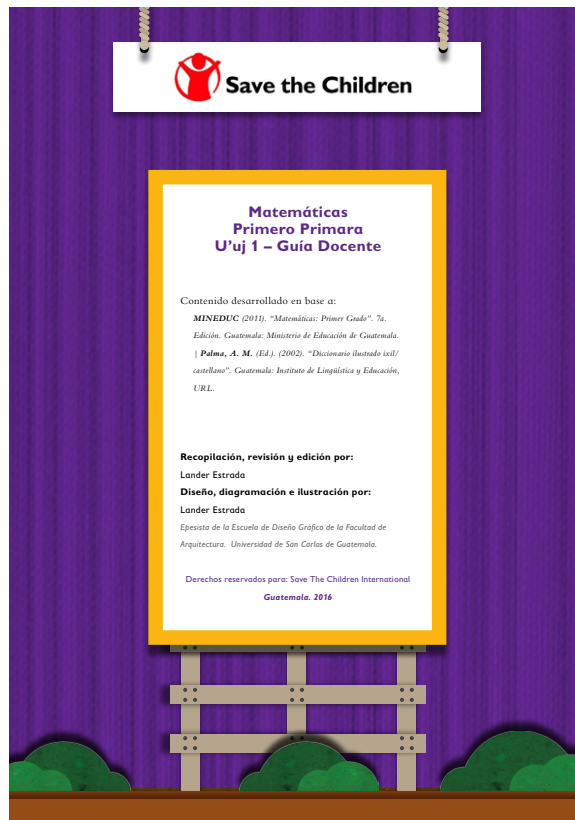 Save the Children
Matemáticas
Primero Primara
U'uj 1 – Guía Docente
Contenido desarrollado en base a:
MINEDUC (2011). "Matemáticas: Primer Grado". 7a.
Edición. Guatemala: Ministerio de Educación de Guatemala.
| Palma, A. M. (Ed.). (2002). "Diccionario ilustrado ixil/
castellano". Guatemala: Instituto de Lingüística y Educación,
URL.
Recopilación, revisión y edición por:
Lander Estrada
Diseño, diagramación e ilustración por:
Lander Estrada
Epesista de la Escuela de Diseño Gráfico de la Facultad de
Arquitectura. Universidad de San Carlos de Guatemala.
Derechos reservados para: Save The Children International
Guatemala. 2016